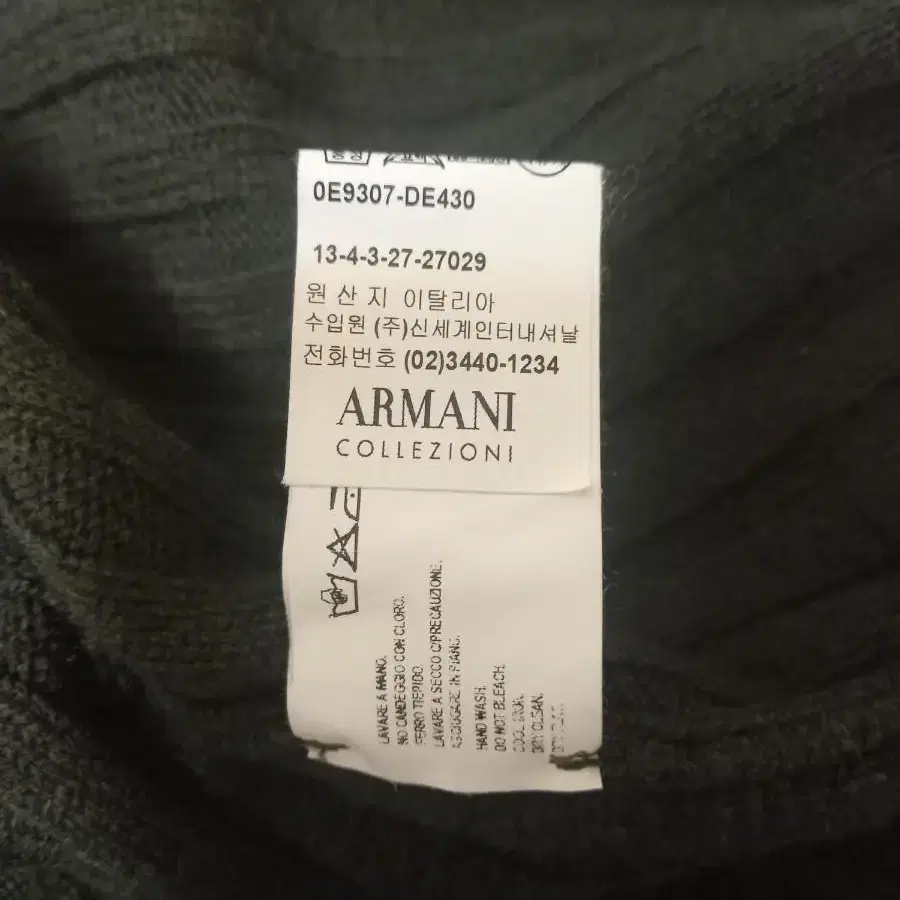 0E9307-DE430
13-4-3-27-27029
원 산 지 이탈리아
수입원 (주)신세계인터내셔날
전화번호 (02)3440-1234
ARMANI
COLLEZIONI
LAVARE A MANO.
NO CANDEGGIO CON CLORO.
FERRO TIEPIDO.
LAVARE A SECCO C/PRECAUZIONE.
ASCIUGARE IN PIANO.
HAND WASH.
DO NOT BLEACH.
COOL IRON.
DRY CLEAN.